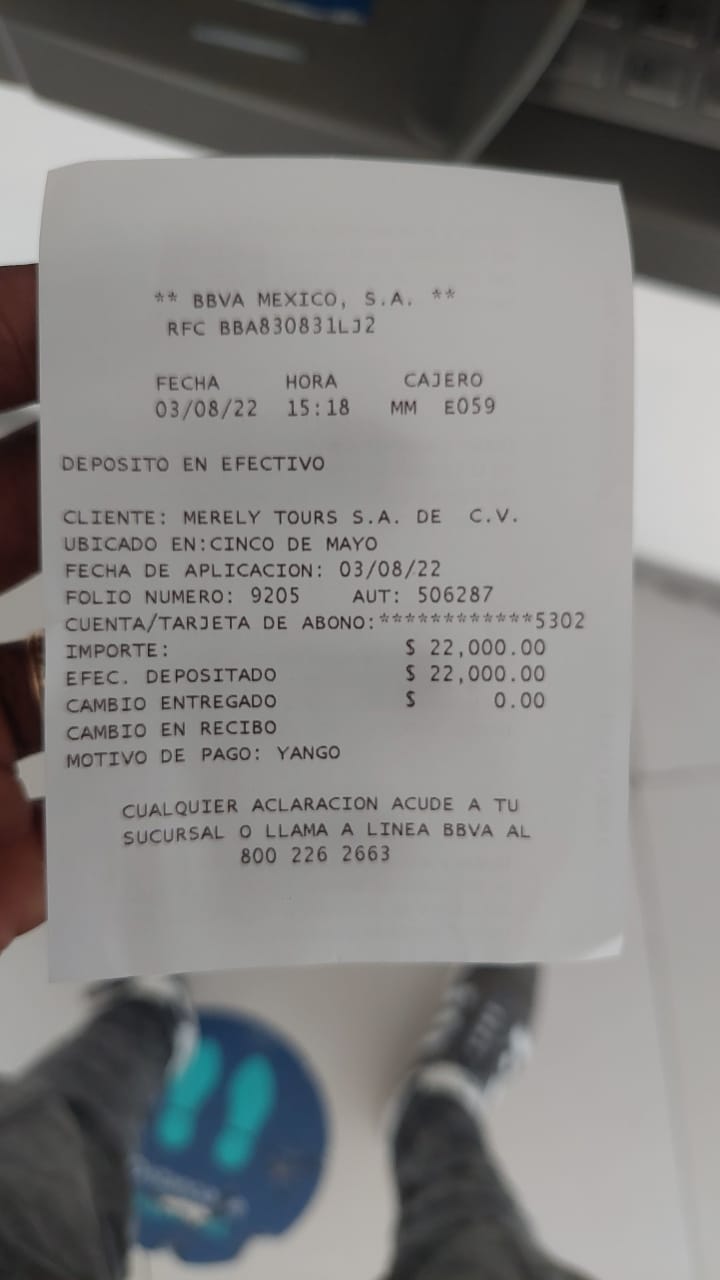 ** BBVA MEXICO, S.A. **
RFC BBA830831LJ2
FECHA HORA CAJERO
03/08/22 15:18 MM E059
DEPOSITO EN EFECTIVO
CLIENTE: MERELY TOURS S.A. DE C.V.
UBICADO EN:CINCO DE MAYO
FECHA DE APLICACION: 03/08/22
FOLIO NUMERO: 9205 AUT: 506287
CUENTA/TARJETA DE ABONO:************5302
IMPORTE: $ 22,000.00
EFEC. DEPOSITADO $ 22,000.00
CAMBIO ENTREGADO $ 0.00
CAMBIO EN RECIBO
MOTIVO DE PAGO: YANGO
CUALQUIER ACLARACION ACUDE A TU
SUCURSAL O LLAMA A LINEA BBVA AL
800 226 2663